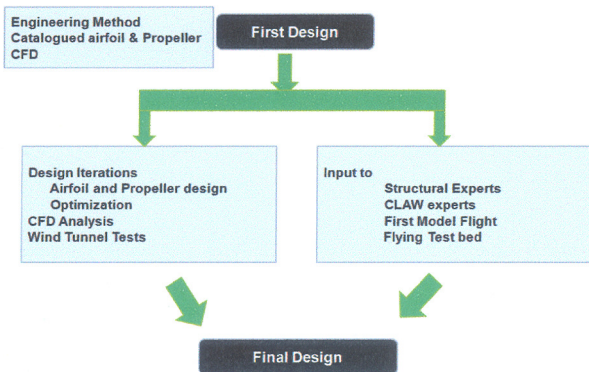 Engineering Method
Catalogued airfoil & Propeller
CFD
First Design
Design Iterations
Airfoil and Propeller design
Optimization
CFD Analysis
Wind Tunnel Tests
Input to
Structural Experts
CLAW experts
First Model Flight
Flying Test bed
Final Design